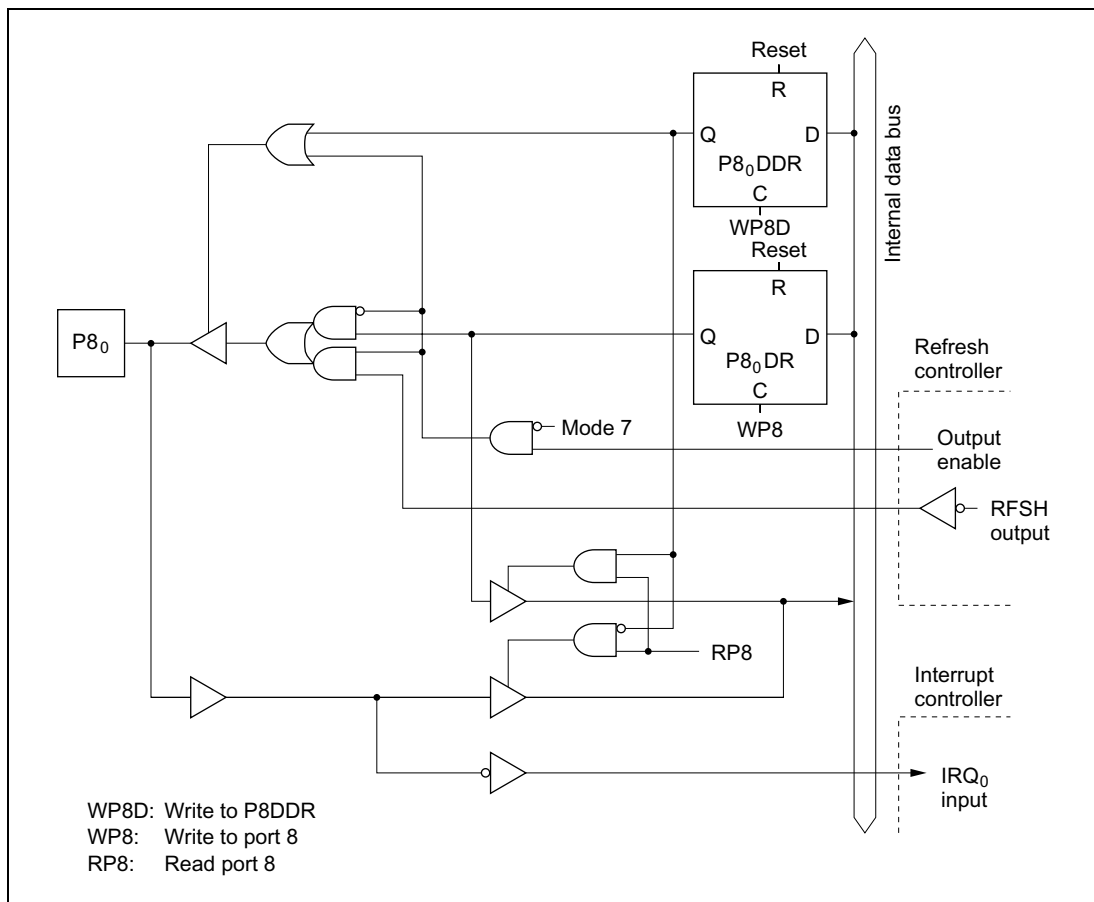 Reset
R
Q D
P8₀DDR
C
WP8D
Internal data bus
Reset
R
P8₀
Q D
P8₀DR
C
WP8
Refresh
controller
Mode 7
Output
enable
RFSH
output
RP8
Interrupt
controller
IRQ₀
input
WP8D: Write to P8DDR
WP8: Write to port 8
RP8: Read port 8